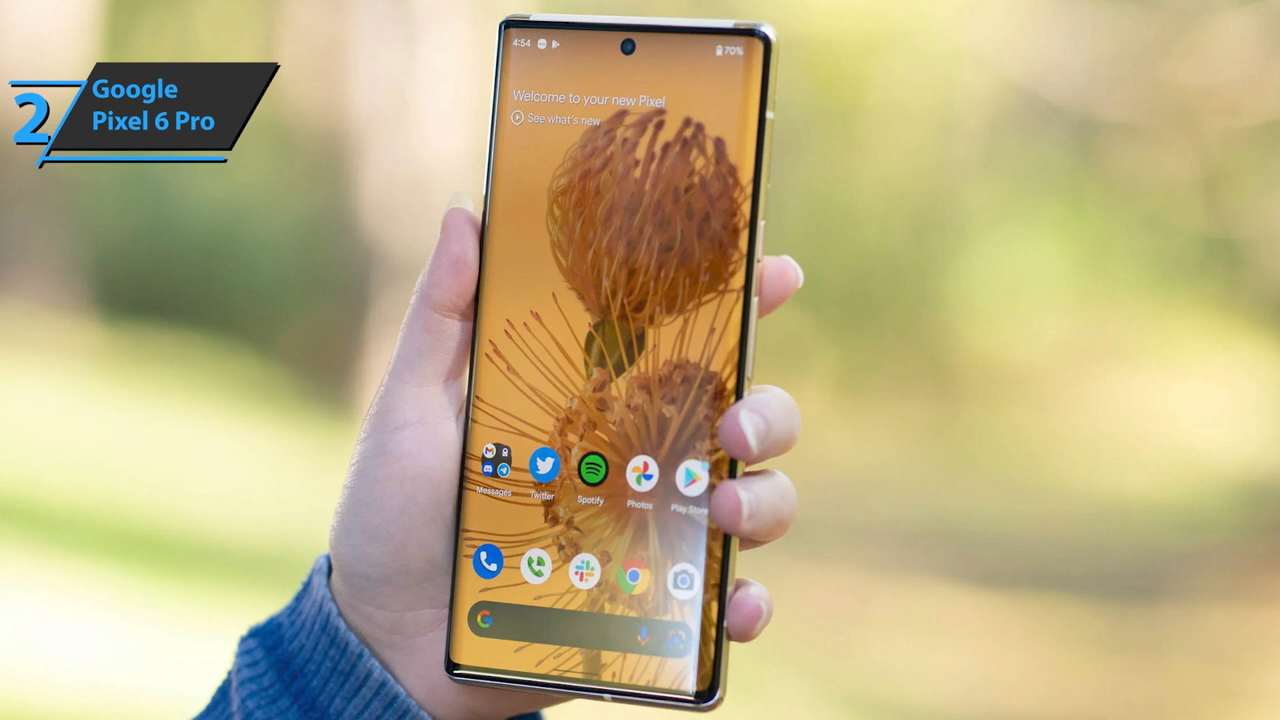 2
Google
Pixel 6 Pro
4:54
70%
Welcome to your new Pixel
See what's new
Messages
Twitter
Spotify
Photos
Play Store